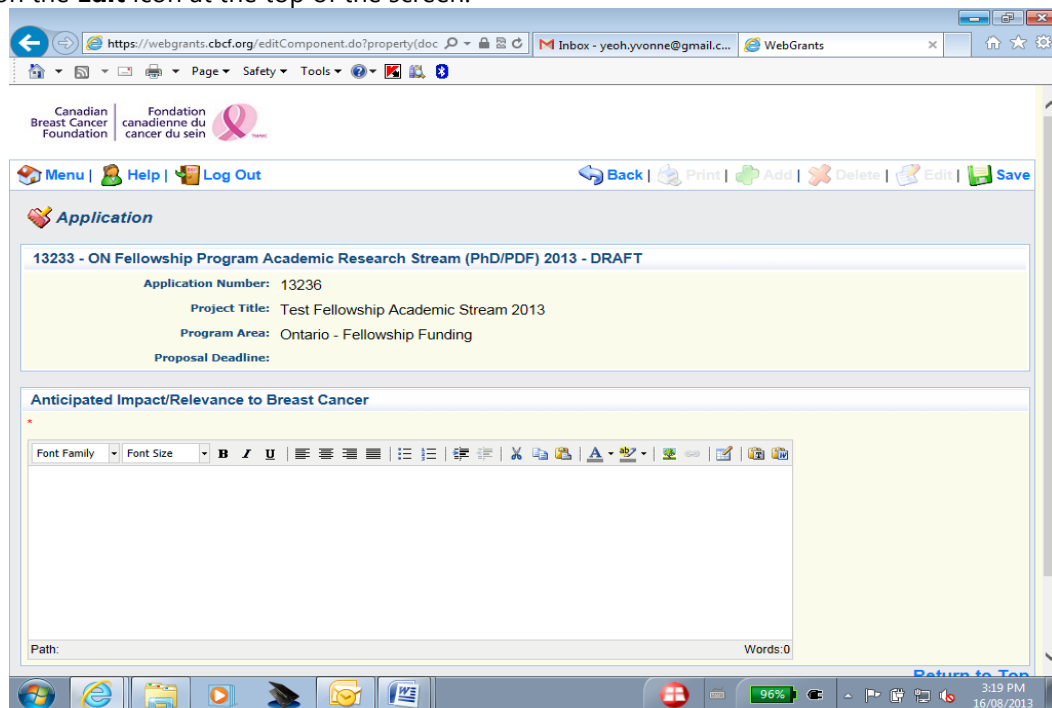 on the Edit icon at the top of the screen.
https://webgrants.cbcf.org/editComponent.do?property(doc
Inbox - yeoh.yvonne@gmail.c...
WebGrants
Page Safety Tools
Canadian Breast Cancer Foundation
Fondation canadienne du cancer du sein
Menu | Help | Log Out
Back | Print | Add | Delete | Edit | Save
Application
13233 - ON Fellowship Program Academic Research Stream (PhD/PDF) 2013 - DRAFT
Application Number: 13236
Project Title: Test Fellowship Academic Stream 2013
Program Area: Ontario - Fellowship Funding
Proposal Deadline:
Anticipated Impact/Relevance to Breast Cancer
*
Font Family Font Size B I U A ab
Path: Words:0
Return to Top
96%
3:19 PM
16/08/2013